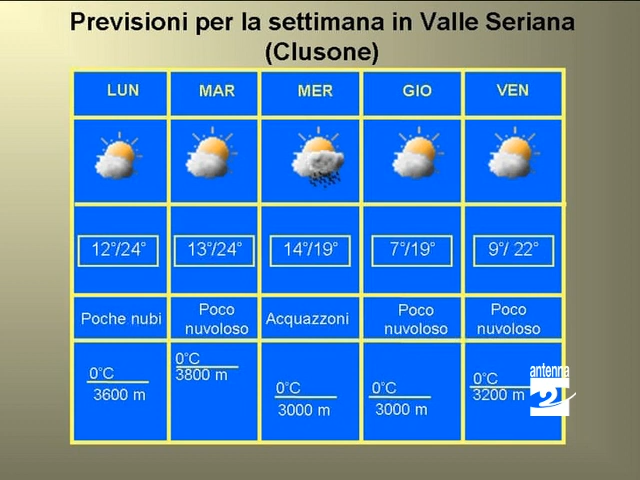 Previsioni per la settimana in Valle Seriana
(Clusone)
LUN MAR MER GIO VEN
12°/24° 13°/24° 14°/19° 7°/19° 9°/ 22°
Poche nubi
Poco
nuvoloso
Acquazzoni
Poco
nuvoloso
Poco
nuvoloso
0°C
3600 m
0°C
3800 m
0°C
3000 m
0°C
3000 m
0°C
3200 m
antenna
2